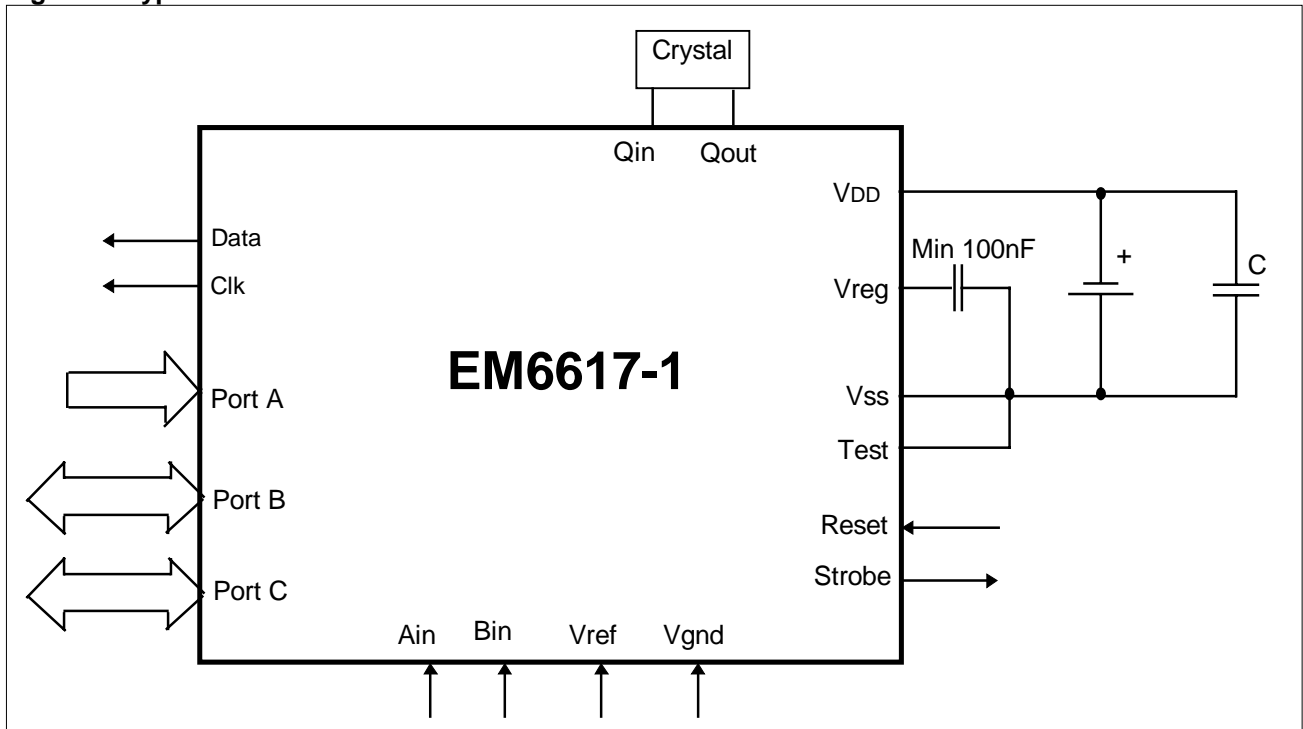 Crystal
Qin Qout
VDD
Data
Min 100nF
+
C
Clk
Vreg
EM6617-1
Port A
Vss
Test
Port B
Reset
Strobe
Port C
Ain Bin Vref Vgnd